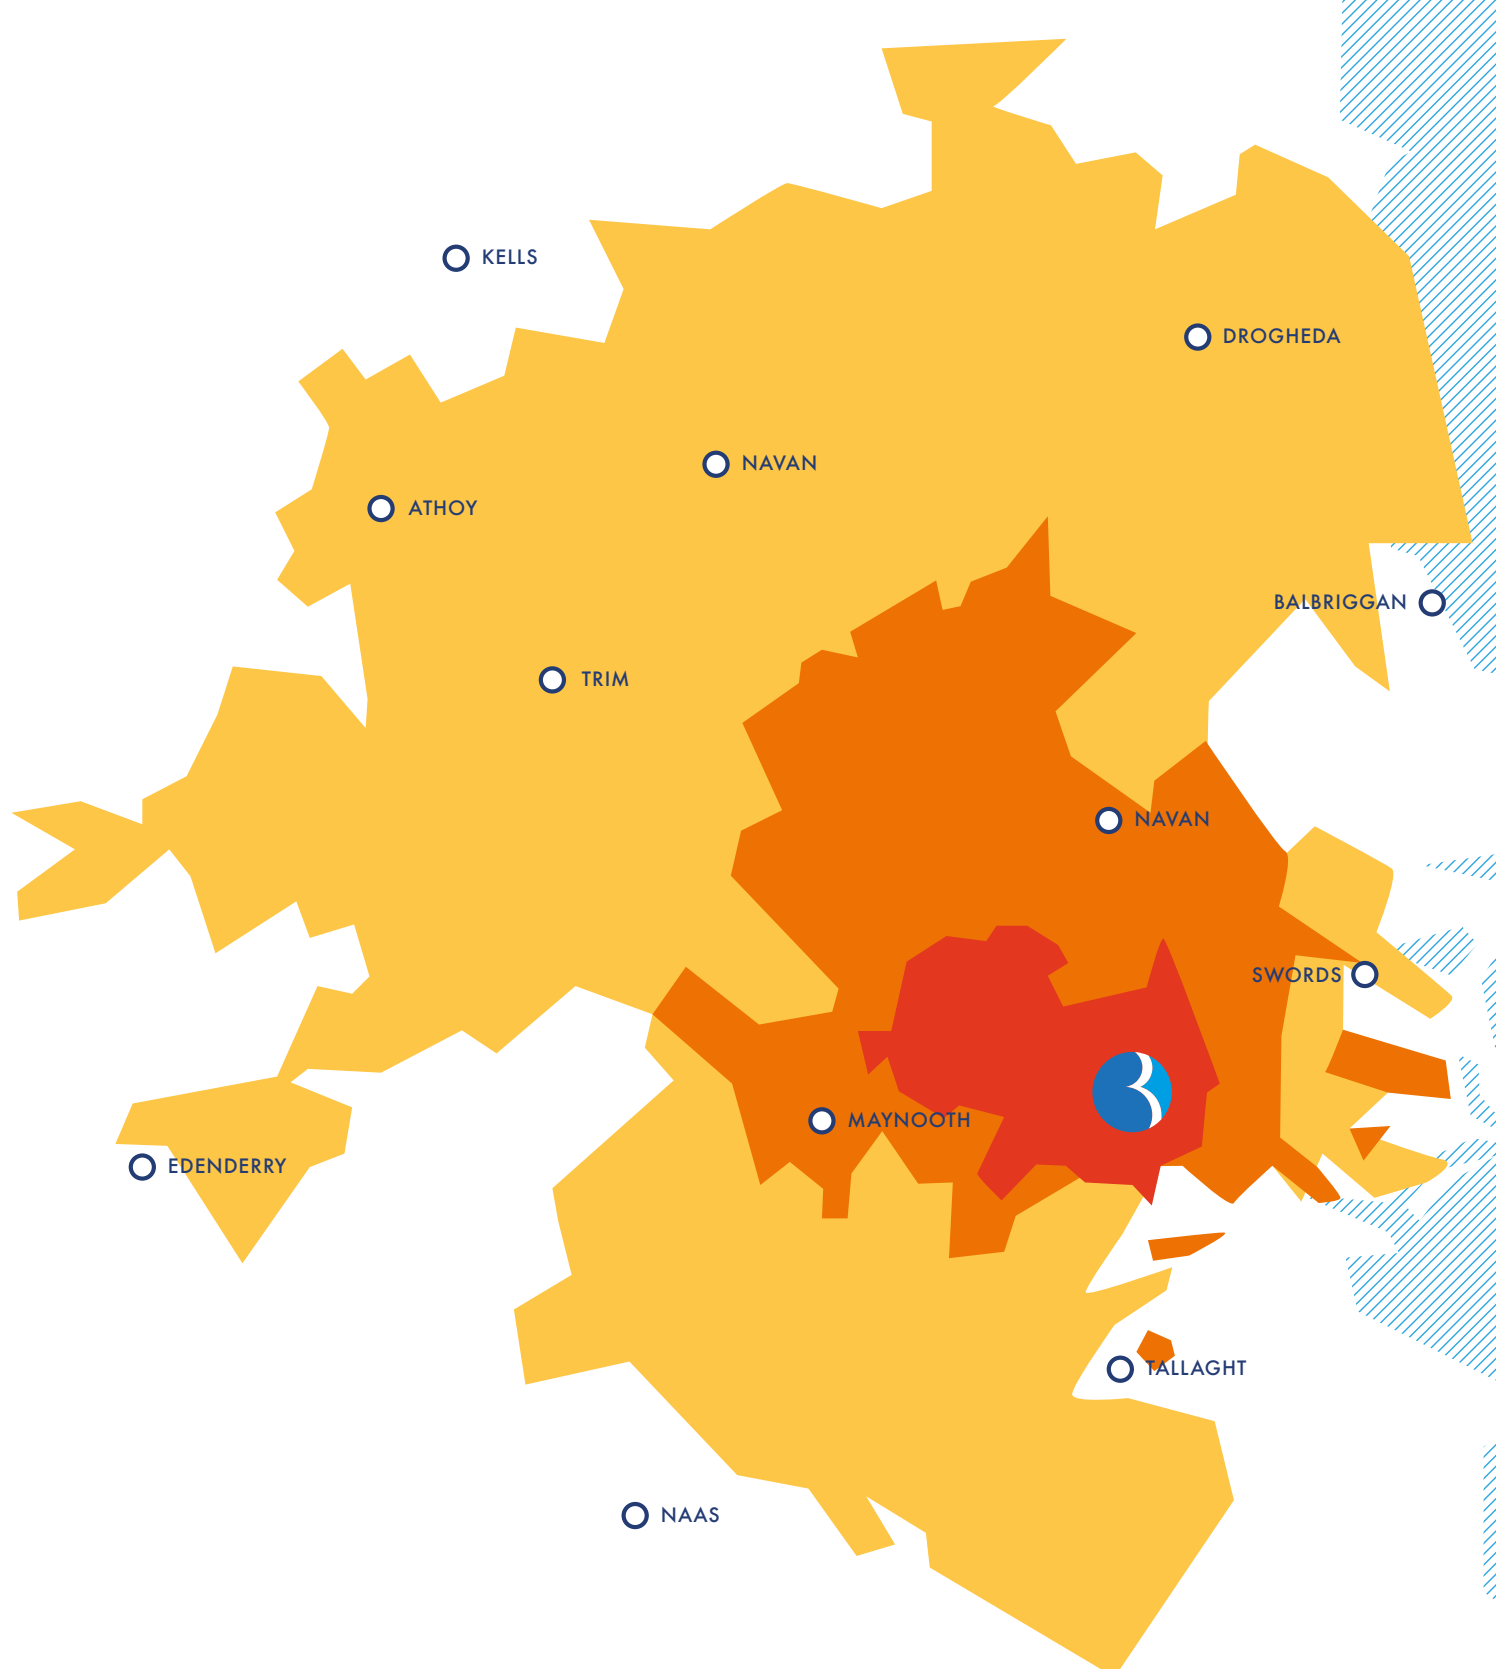 KELLS
DROGHEDA
NAVAN
ATHOY
BALBRIGGAN
TRIM
NAVAN
SWORDS
MAYNOOTH
EDENDERRY
TALLAGHT
NAAS